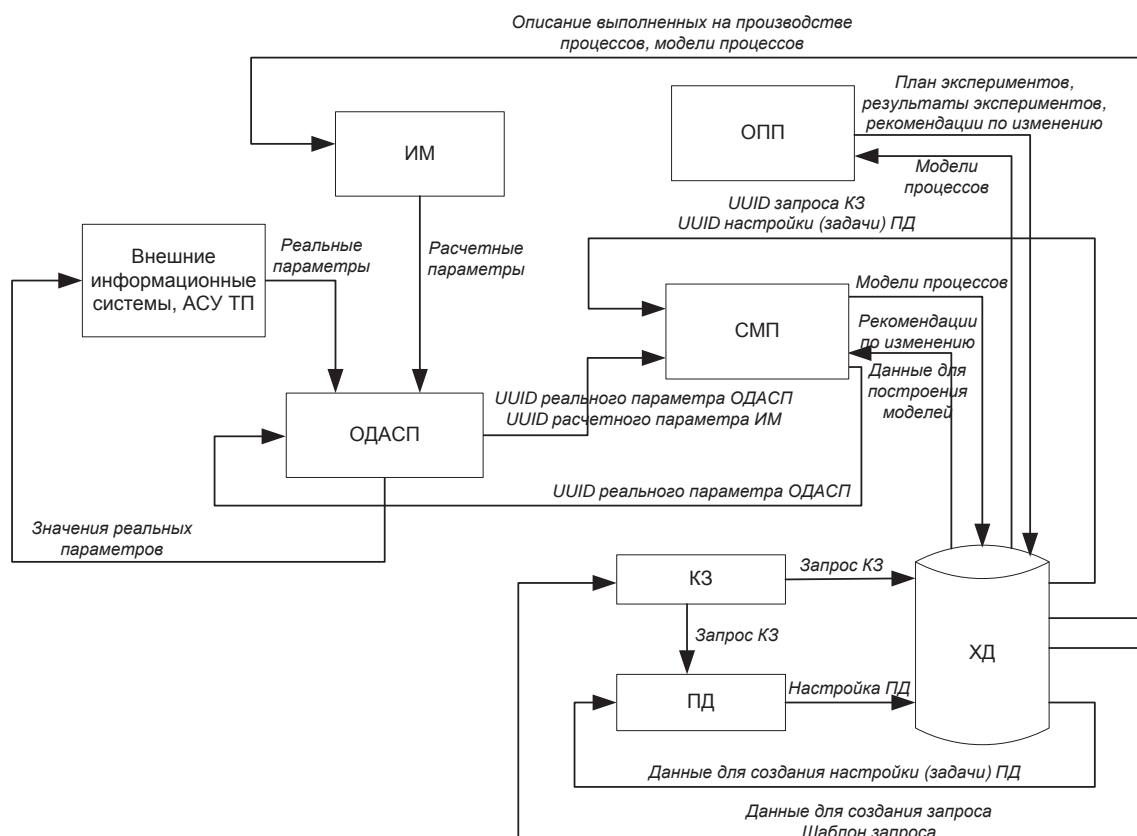 Описание выполненных на производстве
процессов, модели процессов
План экспериментов,
результаты экспериментов,
рекомендации по изменению
ИМ
ОПП
Модели
процессов
UUID запроса КЗ
UUID настройки (задачи) ПД
Внешние
информационные
системы, АСУ ТП
Реальные
параметры
Расчетные
параметры
СМП
Модели процессов
Рекомендации
по изменению
Данные для
построения
моделей
ОДАСП
UUID реального параметра ОДАСП
UUID расчетного параметра ИМ
UUID реального параметра ОДАСП
Значения реальных
параметров
КЗ
Запрос КЗ
Запрос КЗ
ХД
ПД
Настройка ПД
Данные для создания настройки (задачи) ПД
Данные для создания запроса
Шаблон запроса